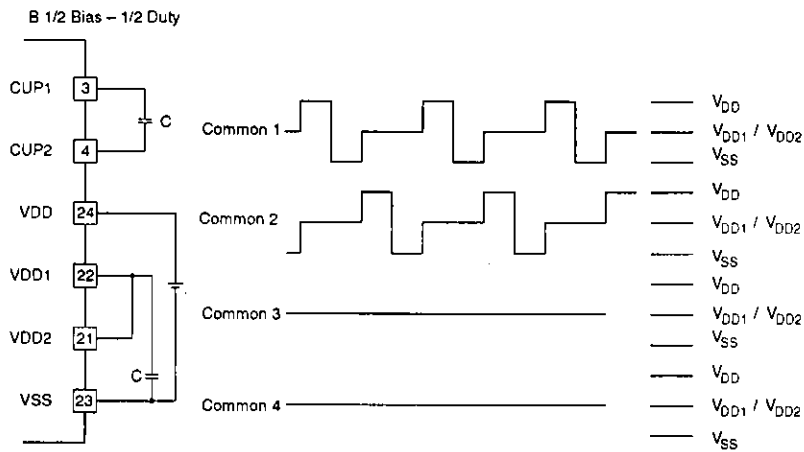 B 1/2 Bias – 1/2 Duty
CUP1 3
C
CUP2 4
VDD 24
VDD1 22
VDD2 21
C
VSS 23
Common 1
VDD
VDD1 / VDD2
VSS
Common 2
VDD
VDD1 / VDD2
VSS
Common 3
VDD
VDD1 / VDD2
VSS
Common 4
VDD
VDD1 / VDD2
VSS